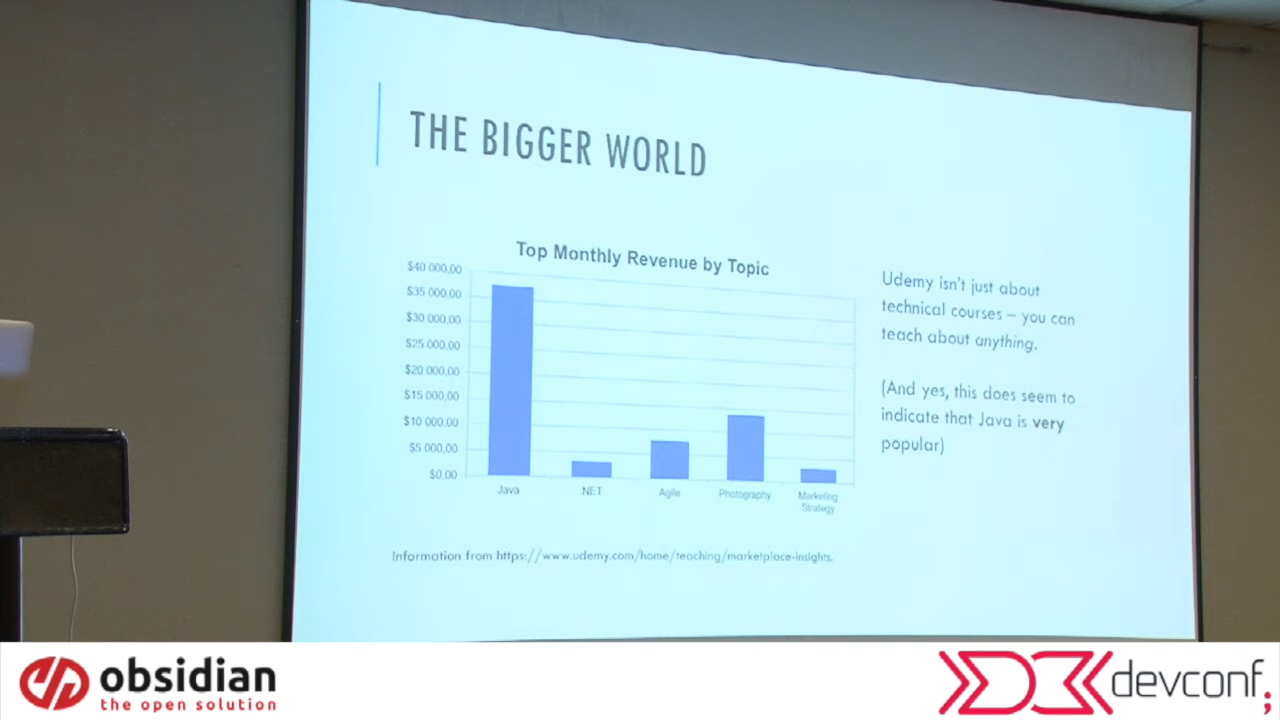 THE BIGGER WORLD
Top Monthly Revenue by Topic
$40 000,00
$35 000,00
$30 000,00
$25 000,00
$20 000,00
$15 000,00
$10 000,00
$5 000,00
$0,00
Java
.NET
Agile
Photography
Marketing
Strategy
Udemy isn't just about
technical courses – you can
teach about anything.
(And yes, this does seem to
indicate that Java is very
popular)
Information from https://www.udemy.com/home/teaching/marketplace-insights.
obsidian
the open solution
devconf;